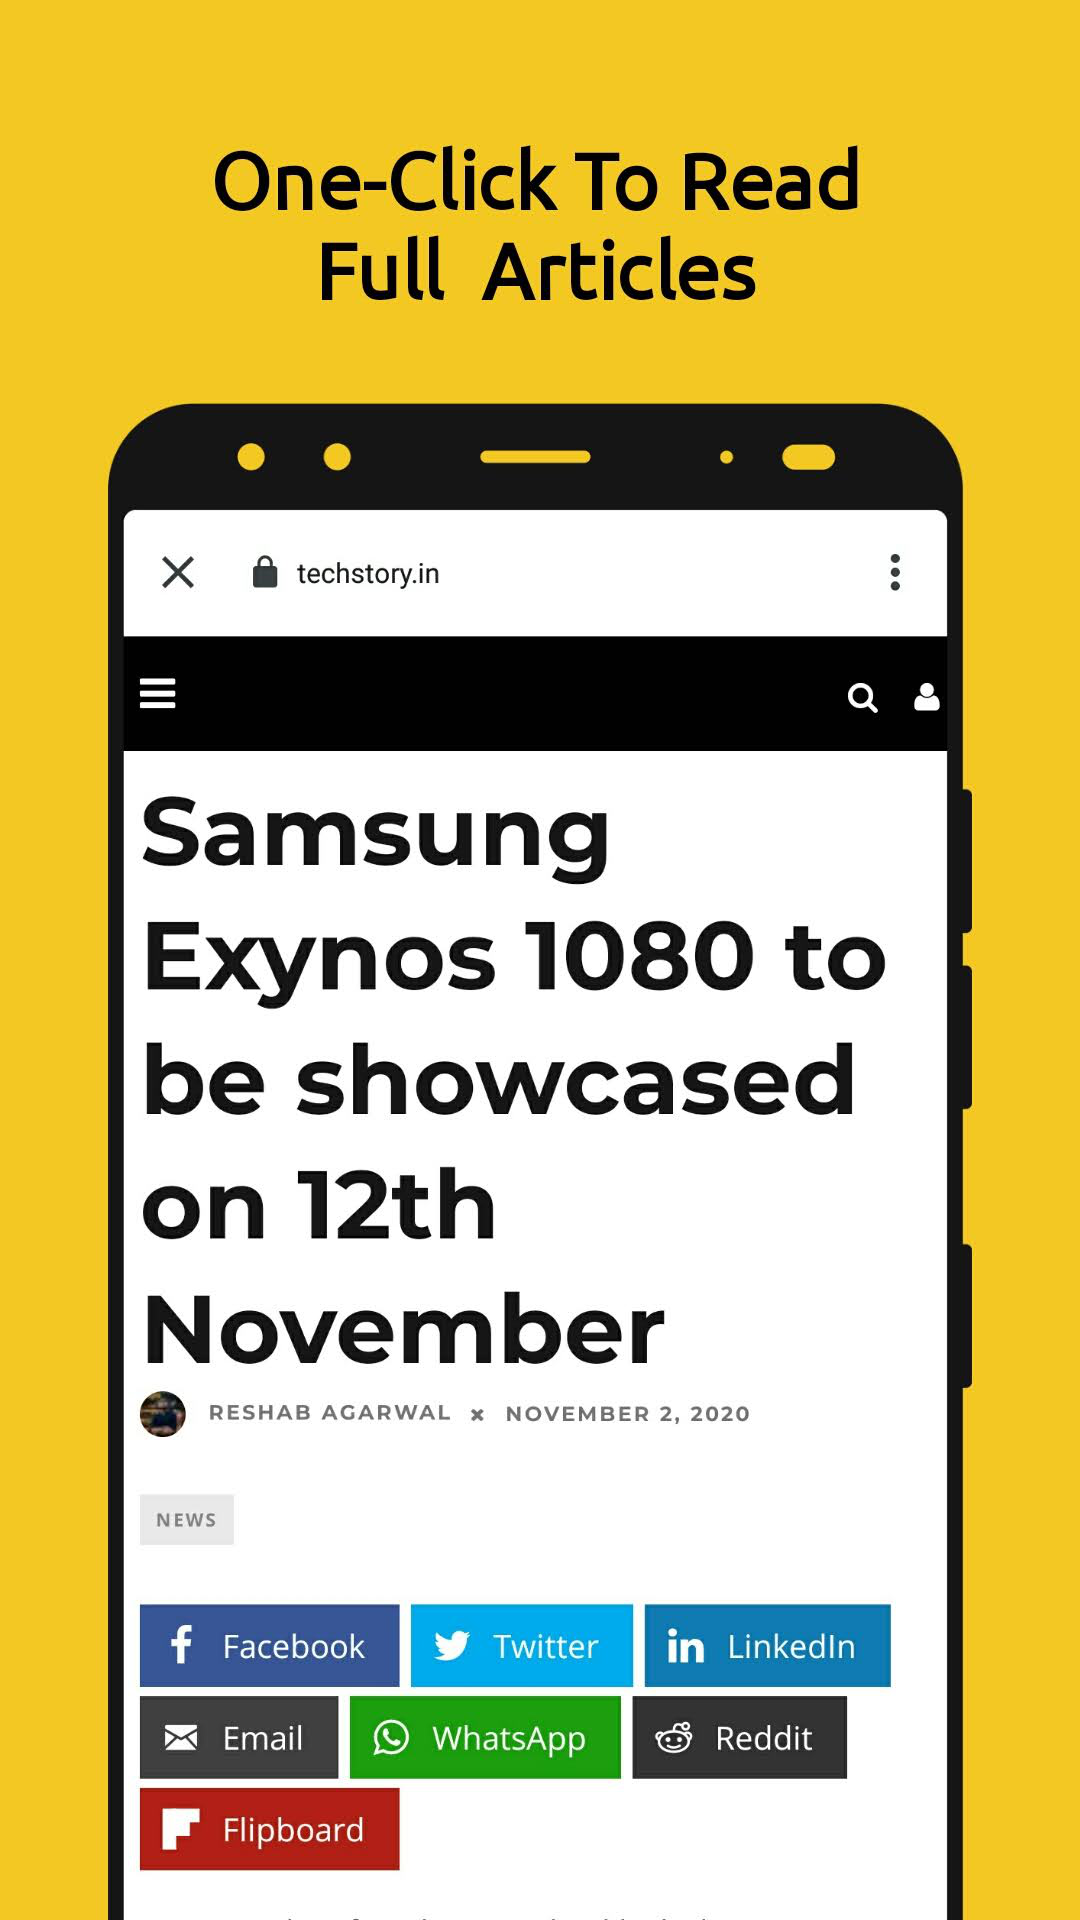 One-Click To Read
Full Articles
techstory.in
Samsung
Exynos 1080 to
be showcased
on 12th
November
RESHAB AGARWAL × NOVEMBER 2, 2020
NEWS
Facebook Twitter LinkedIn
Email WhatsApp Reddit
Flipboard